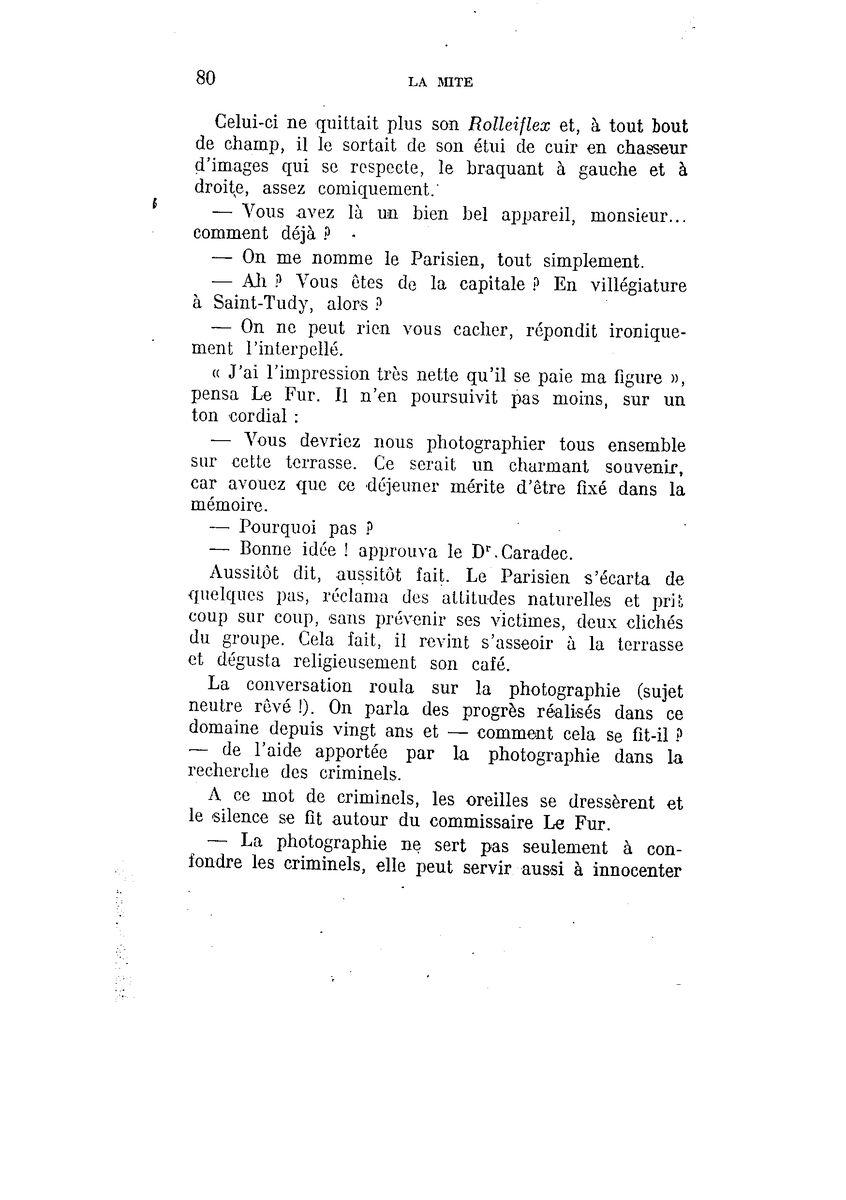 80
LA MITE
Celui-ci ne quittait plus son Rolleiflex et, à tout bout
de champ, il le sortait de son étui de cuir en chasseur
d'images qui se respecte, le braquant à gauche et à
droite, assez comiquement.
— Vous avez là un bien bel appareil, monsieur...
comment déjà ?
— On me nomme le Parisien, tout simplement.
— Ah ? Vous êtes de la capitale ? En villégiature
à Saint-Tudy, alors ?
— On ne peut rien vous cacher, répondit ironique-
ment l'interpellé.
« J'ai l'impression très nette qu'il se paie ma figure »,
pensa Le Fur. Il n'en poursuivit pas moins, sur un
ton cordial :
— Vous devriez nous photographier tous ensemble
sur cette terrasse. Ce serait un charmant souvenir,
car avouez que ce déjeuner mérite d'être fixé dans la
mémoire.
— Pourquoi pas ?
— Bonne idée ! approuva le Dr. Caradec.
Aussitôt dit, aussitôt fait. Le Parisien s'écarta de
quelques pas, réclama des attitudes naturelles et prit
coup sur coup, sans prévenir ses victimes, deux clichés
du groupe. Cela fait, il revint s'asseoir à la terrasse
et dégusta religieusement son café.
La conversation roula sur la photographie (sujet
neutre rêvé !). On parla des progrès réalisés dans ce
domaine depuis vingt ans et — comment cela se fit-il ?
— de l'aide apportée par la photographie dans la
recherche des criminels.
A ce mot de criminels, les oreilles se dressèrent et
le silence se fit autour du commissaire Le Fur.
— La photographie ne sert pas seulement à con-
fondre les criminels, elle peut servir aussi à innocenter